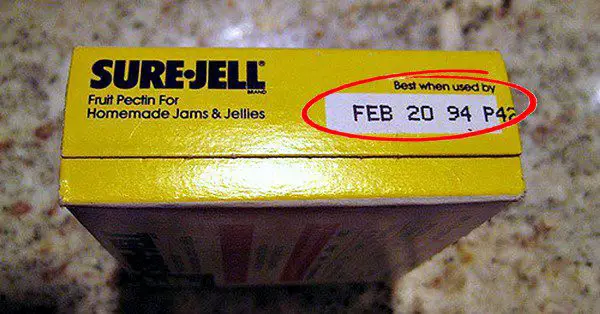 SURE•JELL
BRAND
Fruit Pectin For
Homemade Jams & Jellies
Best when used by
FEB 20 94 P42